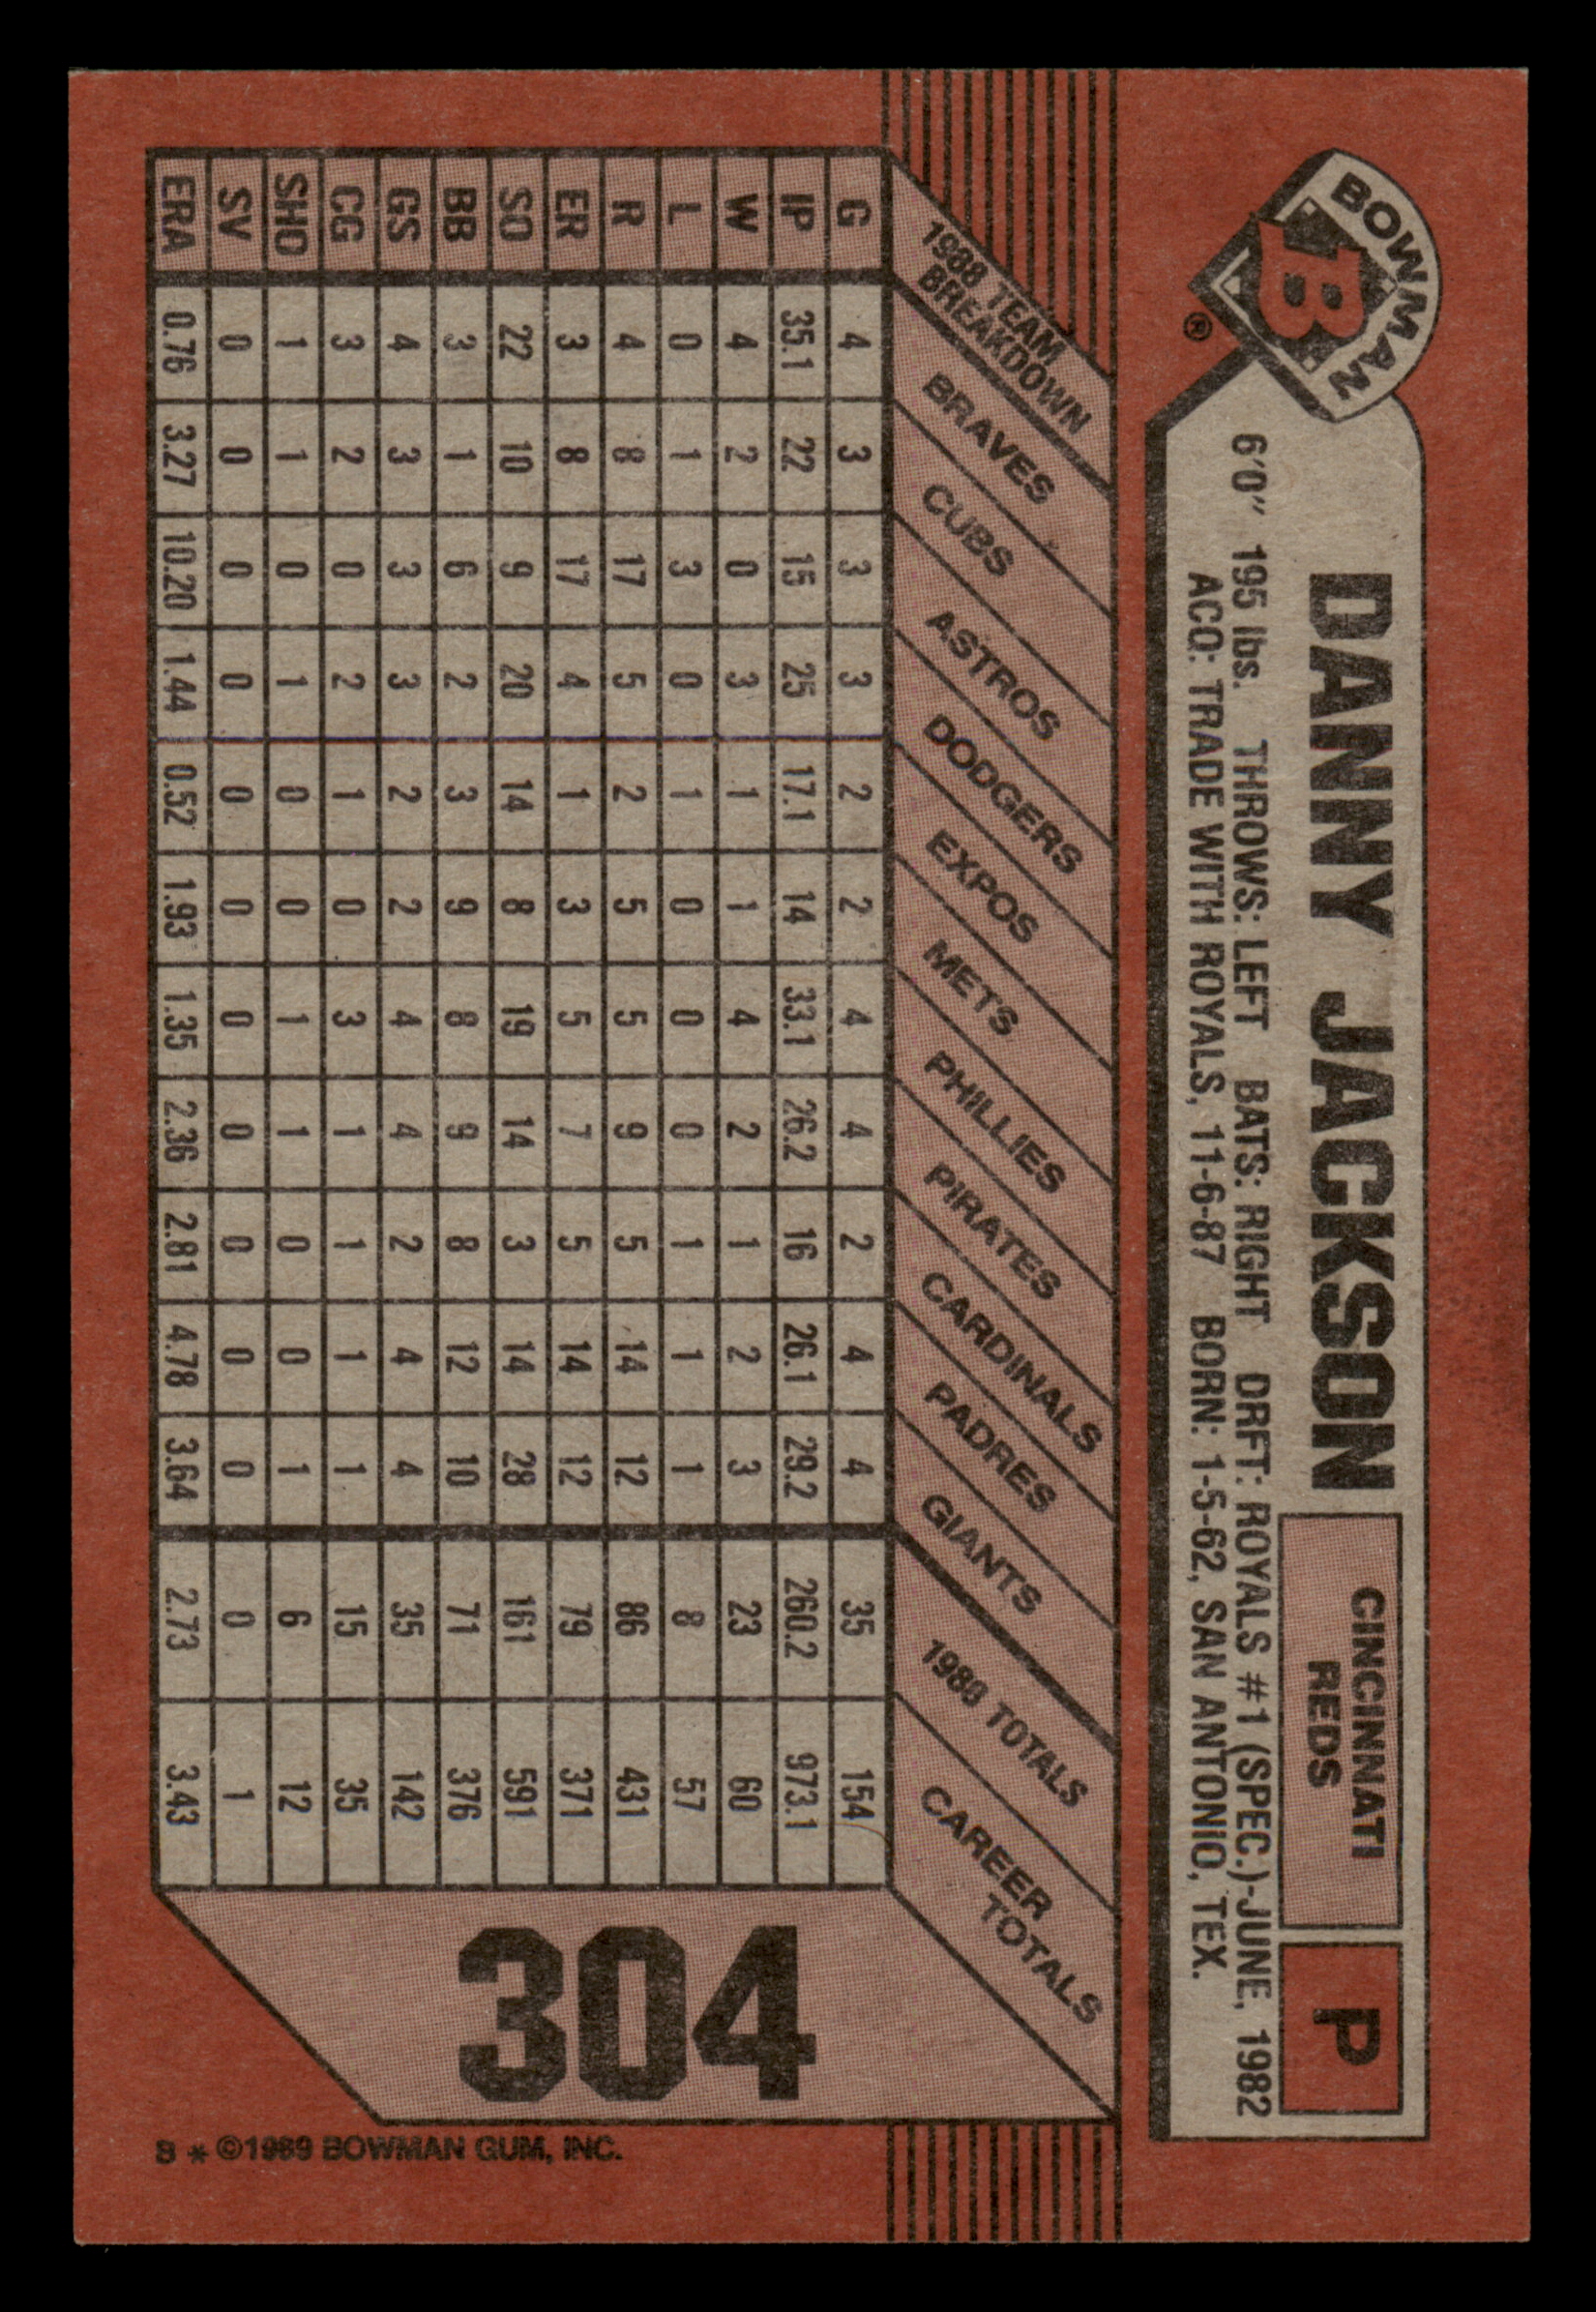 BOWMAN
B
®
DANNY JACKSON
CINCINNATI
REDS
P
6'0" 195 lbs. THROWS: LEFT BATS: RIGHT DRFT: ROYALS #1 (SPEC.)-JUNE, 1982
ACQ: TRADE WITH ROYALS, 11-6-87 BORN: 1-5-62, SAN ANTONIO, TEX.
1988 TEAM
BREAKDOWN
BRAVES
CUBS
ASTROS
DODGERS
EXPOS
METS
PHILLIES
PIRATES
CARDINALS
PADRES
GIANTS
1988 TOTALS
CAREER
TOTALS
G 4 3 3 3 2 2 4 4 2 4 4 35 154
IP 35.1 22 15 25 17.1 14 33.1 26.2 16 26.1 29.2 260.2 973.1
W 4 2 0 3 1 1 4 2 1 2 3 23 60
L 0 1 3 0 1 0 0 0 1 1 1 8 57
R 4 8 17 5 2 5 5 9 5 14 12 86 431
ER 3 8 17 4 1 3 5 7 5 14 12 79 371
SO 22 10 9 20 14 8 19 14 3 14 28 161 591
BB 3 1 6 2 3 9 8 9 8 12 10 71 376
GS 4 3 3 3 2 2 4 4 2 4 4 35 142
CG 3 2 0 2 1 0 3 1 1 1 1 15 35
SHO 1 1 0 1 0 0 1 1 0 0 1 6 12
SV 0 0 0 0 0 0 0 0 0 0 0 0 1
ERA 0.76 3.27 10.20 1.44 0.52 1.93 1.35 2.36 2.81 4.78 3.64 2.73 3.43
304
8 * ©1989 BOWMAN GUM, INC.